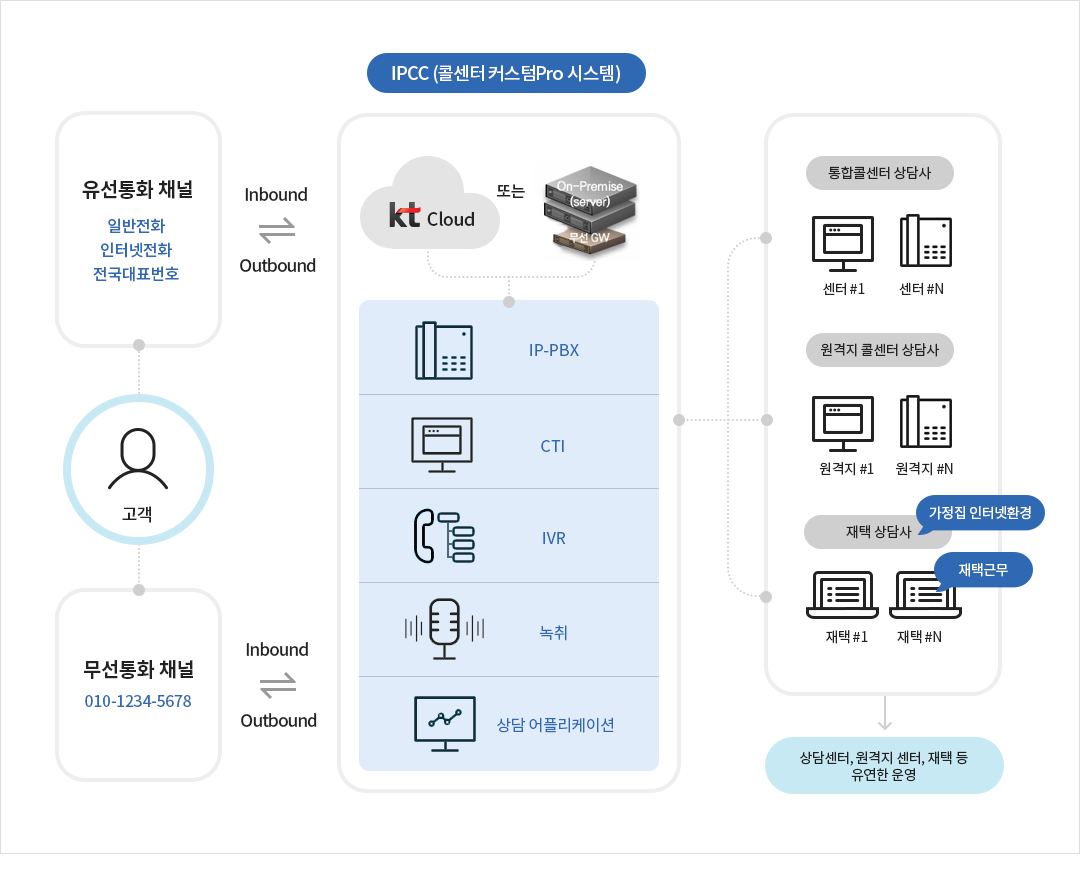 IPCC (콜센터 커스텀Pro 시스템)
유선통화 채널
일반전화
인터넷전화
전국대표번호
Inbound
Outbound
고객
무선통화 채널
010-1234-5678
Inbound
Outbound
kt Cloud
또는
On-Premise
(server)
무선 GW
IP-PBX
CTI
IVR
녹취
상담 어플리케이션
통합콜센터 상담사
센터 #1
센터 #N
원격지 콜센터 상담사
원격지 #1
원격지 #N
가정집 인터넷환경
재택 상담사
재택근무
재택 #1
재택 #N
상담센터, 원격지 센터, 재택 등
유연한 운영